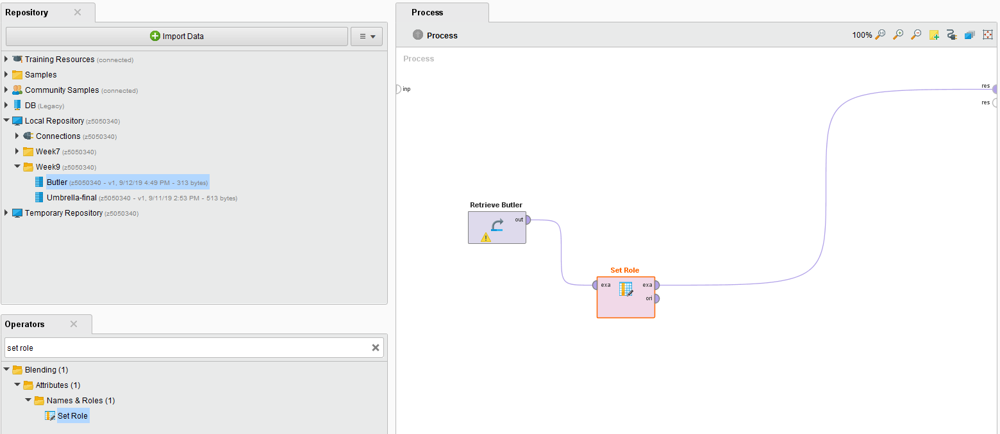 Repository
Import Data
Training Resources (connected)
Samples
Community Samples (connected)
DB (Legacy)
Local Repository (z5050340)
Connections (z5050340)
Week7 (z5050340)
Week9 (z5050340)
Butler (z5050340 - v1, 9/12/19 4:49 PM - 313 bytes)
Umbrella-final (z5050340 - v1, 9/11/19 2:53 PM - 513 bytes)
Temporary Repository (z5050340)
Operators
set role
Blending (1)
Attributes (1)
Names & Roles (1)
Set Role
Process
Process
100%
Process
inp
res
res
Retrieve Butler
out
Set Role
exa
exa
ori